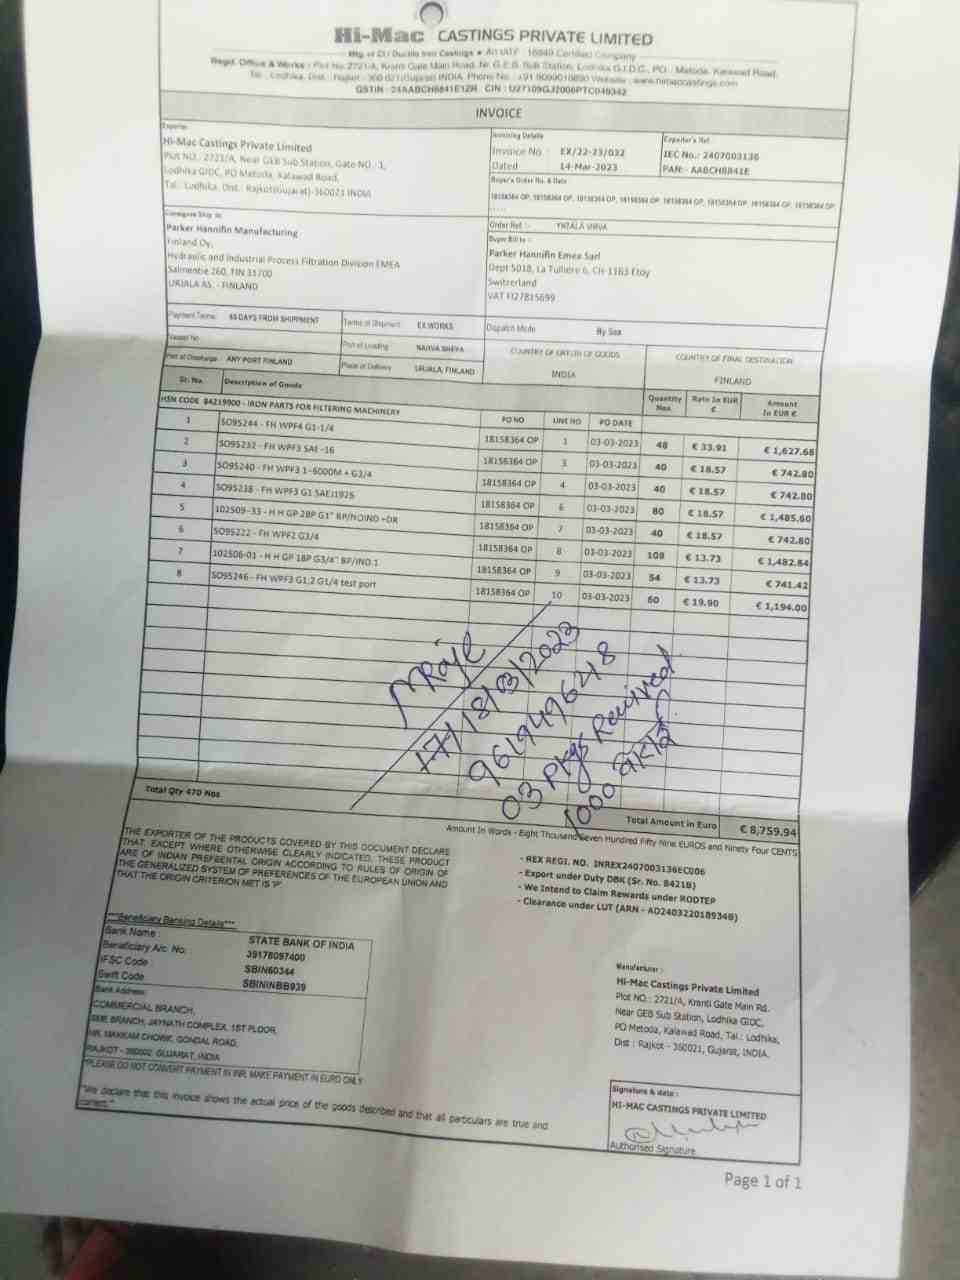 Hi-Mac CASTINGS PRIVATE LIMITED
Mfg. of CI / Ductile Iron Castings • An IATF - 16949 Certified Company
Regd. Office & Works : Plot No. 2721/A, Kranti Gate Main Road, Nr. G.E.B. Sub Station, Lodhika G.I.D.C., PO : Matoda, Kalawad Road,
Tal : Lodhika, Dist : Rajkot - 360 021(Gujarat) INDIA. Phone No : +91 9099018890 Website : www.himaccastings.com
GSTIN : 24AABCH8841E1ZR CIN : U27109GJ2006PTC049342
INVOICE
Exporter
Hi-Mac Castings Private Limited
Plot NO.: 2721/A, Near GEB Sub Station, Gate NO. : 1,
Lodhika GIDC, PO Metoda, Kalawad Road,
Tal.: Lodhika, Dist.: Rajkot(Gujarat)-360021 INDIA
Invoicing Details
Invoice No : EX/22-23/032
Dated 14-Mar-2023
Exporter's Ref.
IEC No.: 2407003136
PAN:- AABCH8841E
Buyer's Order No. & Date
18158364 OP, 18158364 OP, 18158364 OP, 18158364 OP, 18158364 OP, 18158364 OP, 18158364 OP, 18158364 OP
Order Ref :-
Consignee Ship to
Parker Hannifin Manufacturing
Finland Oy,
Hydraulic and Industrial Process Filtration Division EMEA
Salmentie 260, FIN 31700
URJALA AS. - FINLAND
Buyer Bill to :-
Parker Hannifin Emea Sarl
Dept 5018, La Tuiliere 6, CH-1163 Etoy
Switzerland
VAT FI27815699
Payment Terms: 65 DAYS FROM SHIPPMENT
Terms of Shipment EX WORKS
Dispatch Mode By Sea
Vessel No
Port of Loading NAHVA SHEVA
COUNTRY OF ORIGIN OF GOODS
INDIA
COUNTRY OF FINAL DESTINATION
FINLAND
Port of Discharge ANY PORT FINLAND
Place of Delivery URJALA, FINLAND
Sr. No. Description of Goods Quantity Nos. Rate In EUR € Amount In EUR €
HSN CODE 84219900 - IRON PARTS FOR FILTERING MACHINERY PO NO LINE NO PO DATE
1 SO95244 - FH WPF4 G1-1/4 18158364 OP 1 03-03-2023 48 € 33.91 € 1,627.68
2 SO95232 - FH WPF3 SAE -16 18158364 OP 3 03-03-2023 40 € 18.57 € 742.80
3 SO95240 - FH WPF3 1-6000M + G3/4 18158364 OP 4 03-03-2023 40 € 18.57 € 742.80
4 SO95238 - FH WPF3 G1 SAEJ1926 18158364 OP 6 03-03-2023 80 € 18.57 € 1,485.60
5 102509-33 - H H GP 2BP G1" BP/NOIND +DR 18158364 OP 7 03-03-2023 40 € 18.57 € 742.80
6 SO95222 - FH WPF2 G3/4 18158364 OP 8 03-03-2023 108 € 13.73 € 1,482.84
7 102506-01 - H H GP 1BP G3/4" BP/IND.1 18158364 OP 9 03-03-2023 54 € 13.73 € 741.42
8 SO95246 - FH WPF3 G1,2 G1/4 test port 18158364 OP 10 03-03-2023 60 € 19.90 € 1,194.00
17/18/03/2023
9619496248
03 Pkgs Received
1000
Total Qty 470 Nos
Total Amount in Euro € 8,759.94
Amount In Words - Eight Thousand Seven Hundred Fifty Nine EUROS and Ninety Four CENTS
THE EXPORTER OF THE PRODUCTS COVERED BY THIS DOCUMENT DECLARE
THAT, EXCEPT WHERE OTHERWISE CLEARLY INDICATED, THESE PRODUCT
ARE OF INDIAN PREFRENTAL ORIGIN ACCORDING TO RULES OF ORIGIN OF
THE GENERALIZED SYSTEM OF PREFERENCES OF THE EUROPEAN UNION AND
THAT THE ORIGIN CRITERION MET IS 'P'
- REX REGI. NO. INREX2407003136EC006
- Export under Duty DBK (Sr. No. 8421B)
- We Intend to Claim Rewards under RODTEP
- Clearance under LUT (ARN - AD240322018934B)
***Beneficiary Banking Details***
Bank Name : STATE BANK OF INDIA
Beneficiary A/c. No: 39178097400
IFSC Code SBIN60344
Swift Code SBININBB939
Bank Address:
COMMERCIAL BRANCH,
SME BRANCH, JAYNATH COMPLEX, 1ST FLOOR,
NR. MAKKAM CHOWK, GONDAL ROAD,
RAJKOT - 360002. GUJARAT, INDIA
*PLEASE DO NOT CONVERT PAYMENT IN INR. MAKE PAYMENT IN EURO ONLY
Manufacturer :-
Hi-Mac Castings Private Limited
Plot NO.: 2721/A, Kranti Gate Main Rd.
Near GEB Sub Station, Lodhika GIDC,
PO Metoda, Kalawad Road, Tal.: Lodhika,
Dist : Rajkot - 360021, Gujarat, INDIA.
"We declare that this invoice shows the actual price of the goods described and that all particulars are true and
correct."
Signature & date :
HI-MAC CASTINGS PRIVATE LIMITED
Authorised Signature
Page 1 of 1